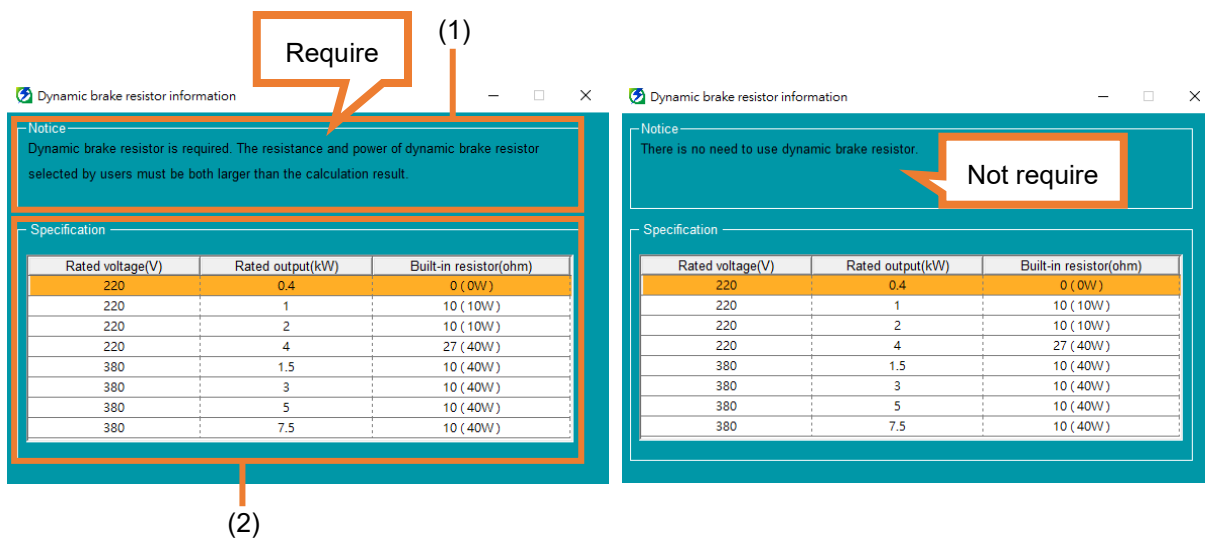 (1)
Require
Dynamic brake resistor information
Notice
Dynamic brake resistor is required. The resistance and power of dynamic brake resistor
selected by users must be both larger than the calculation result.
Specification
Rated voltage(V) Rated output(kW) Built-in resistor(ohm)
220 0.4 0 ( 0W )
220 1 10 ( 10W )
220 2 10 ( 10W )
220 4 27 ( 40W )
380 1.5 10 ( 40W )
380 3 10 ( 40W )
380 5 10 ( 40W )
380 7.5 10 ( 40W )
(2)
Dynamic brake resistor information
Notice
There is no need to use dynamic brake resistor.
Not require
Specification
Rated voltage(V) Rated output(kW) Built-in resistor(ohm)
220 0.4 0 ( 0W )
220 1 10 ( 10W )
220 2 10 ( 10W )
220 4 27 ( 40W )
380 1.5 10 ( 40W )
380 3 10 ( 40W )
380 5 10 ( 40W )
380 7.5 10 ( 40W )